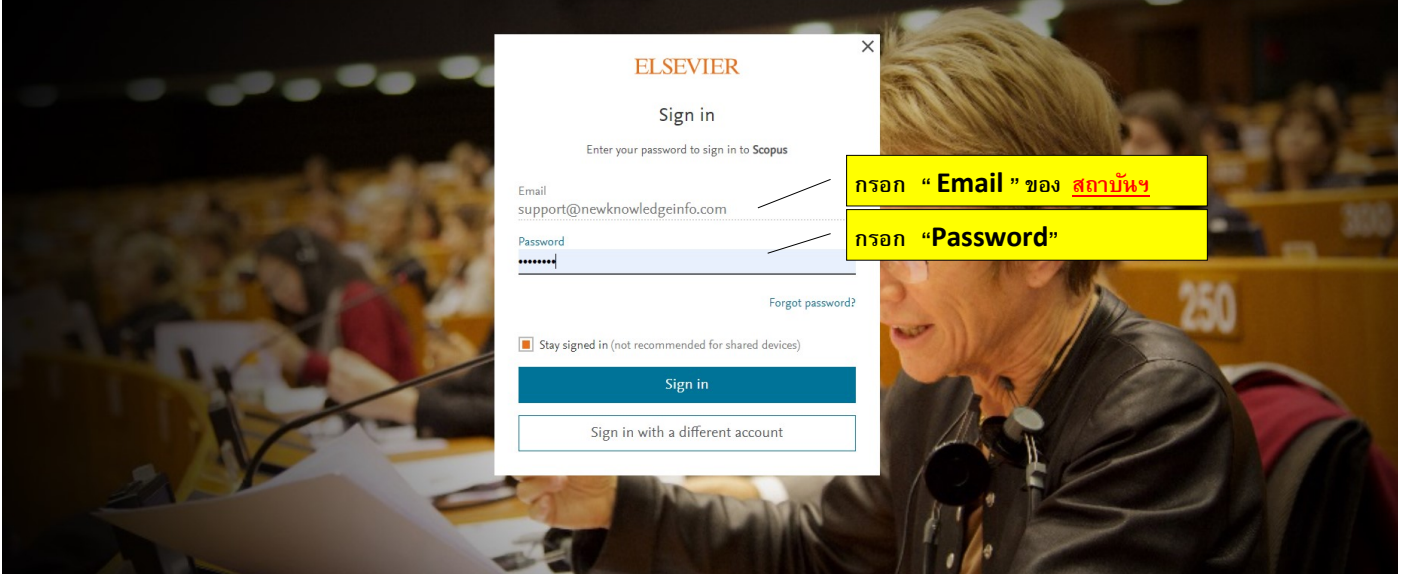 ELSEVIER
Sign in
Enter your password to sign in to Scopus
Email
support@newknowledgeinfo.com
กรอก “ Email ” ของ สถาบันฯ
Password
••••••••
กรอก “Password”
Forgot password?
Stay signed in (not recommended for shared devices)
Sign in
Sign in with a different account
300
250